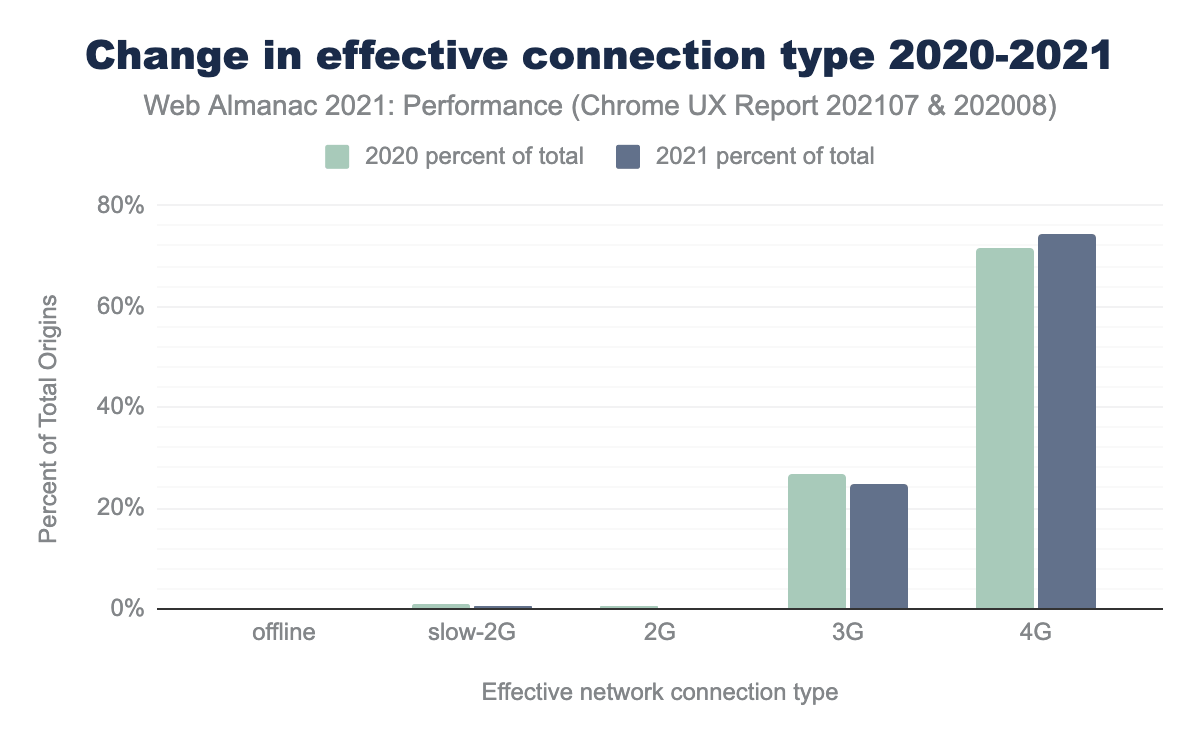 Change in effective connection type 2020-2021
Web Almanac 2021: Performance (Chrome UX Report 202107 & 202008)
2020 percent of total
2021 percent of total
Percent of Total Origins
80%
60%
40%
20%
0%
offline
slow-2G
2G
3G
4G
Effective network connection type